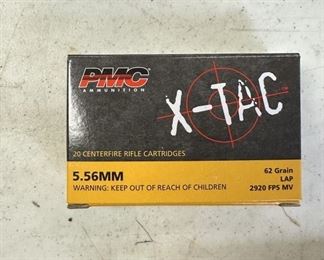 PMC
AMMUNITION
X-TAC
20 CENTERFIRE RIFLE CARTRIDGES
5.56MM
62 Grain
LAP
WARNING: KEEP OUT OF REACH OF CHILDREN
2920 FPS MV